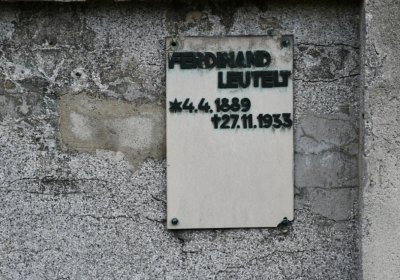 FERDINAND
LEUTELT
*4.4.1889
†27.11.1933